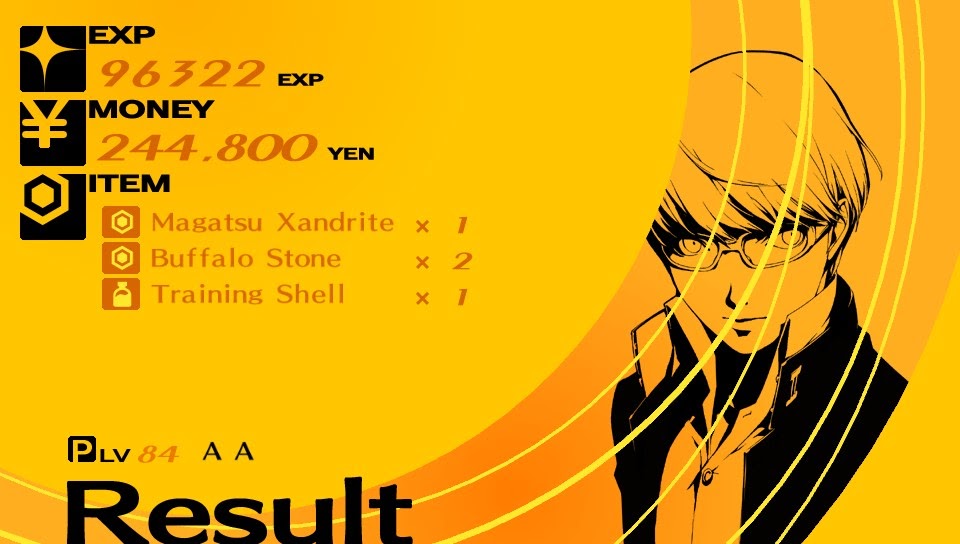 EXP
96322 EXP
¥ MONEY
244,800 YEN
ITEM
Magatsu Xandrite × 1
Buffalo Stone × 2
Training Shell × 1
P LV 84 A A
Result